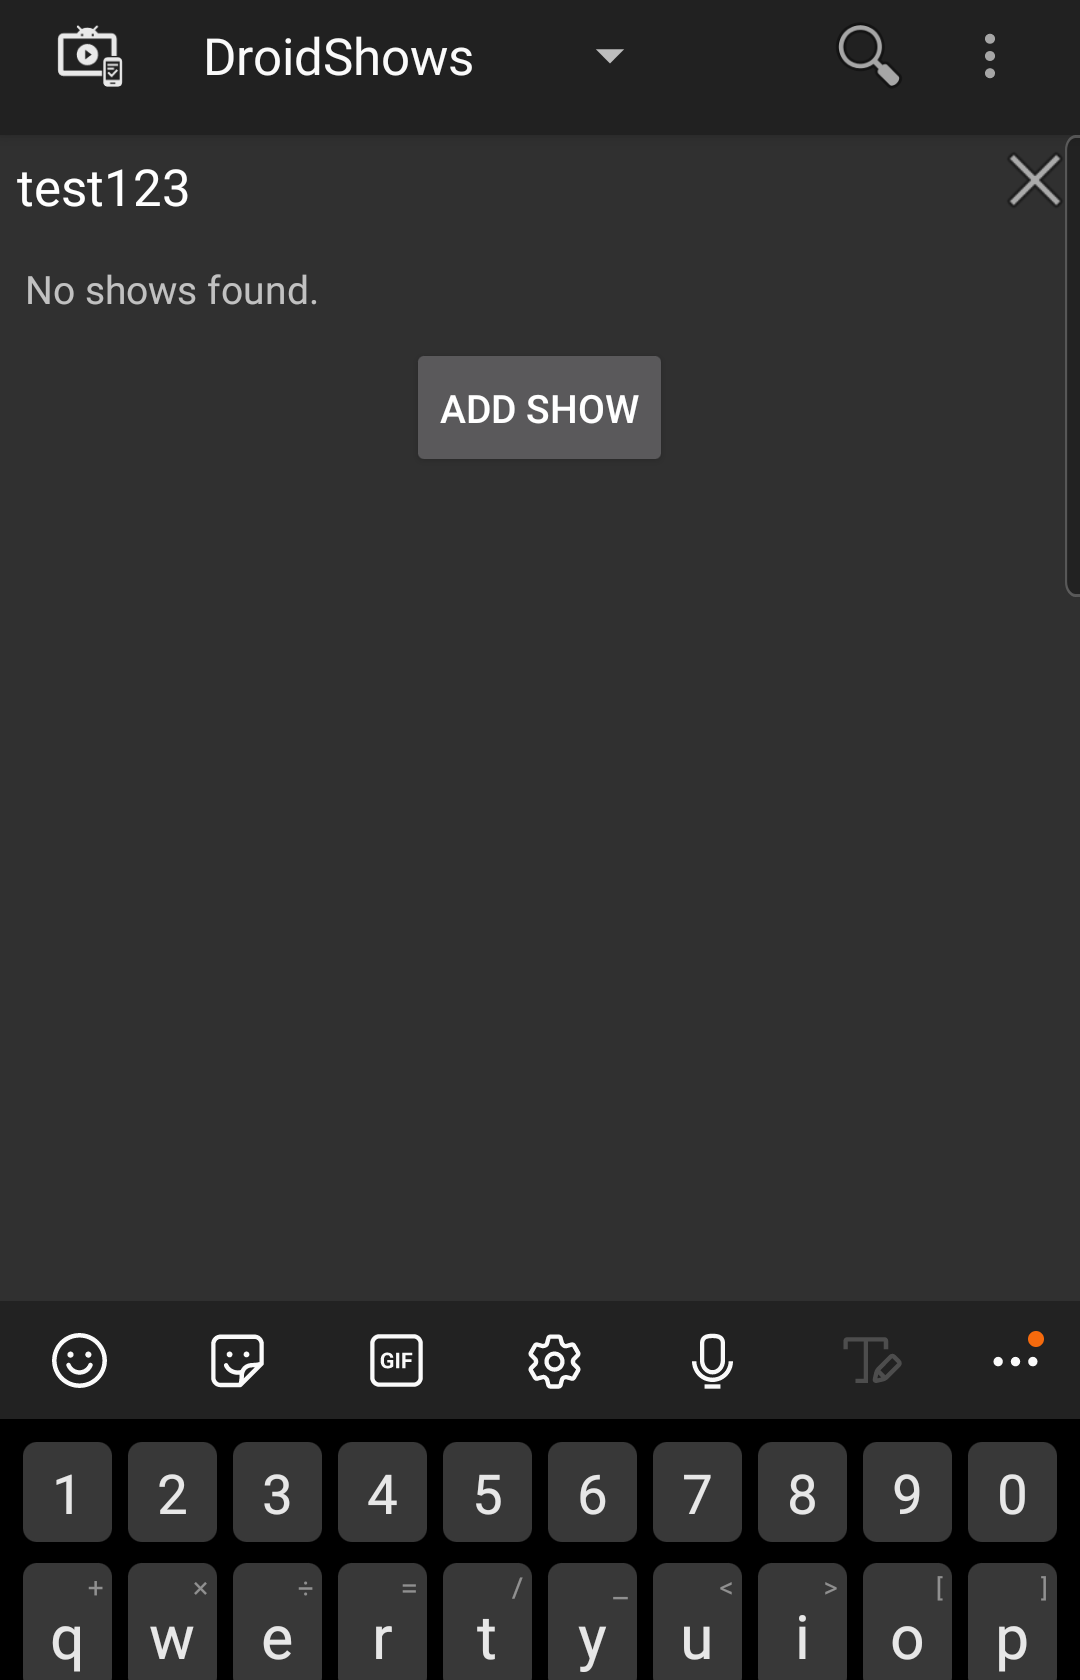 DroidShows
test123
No shows found.
ADD SHOW
GIF
1 2 3 4 5 6 7 8 9 0
+ × ÷ = / _ < > [ ]
q w e r t y u i o p